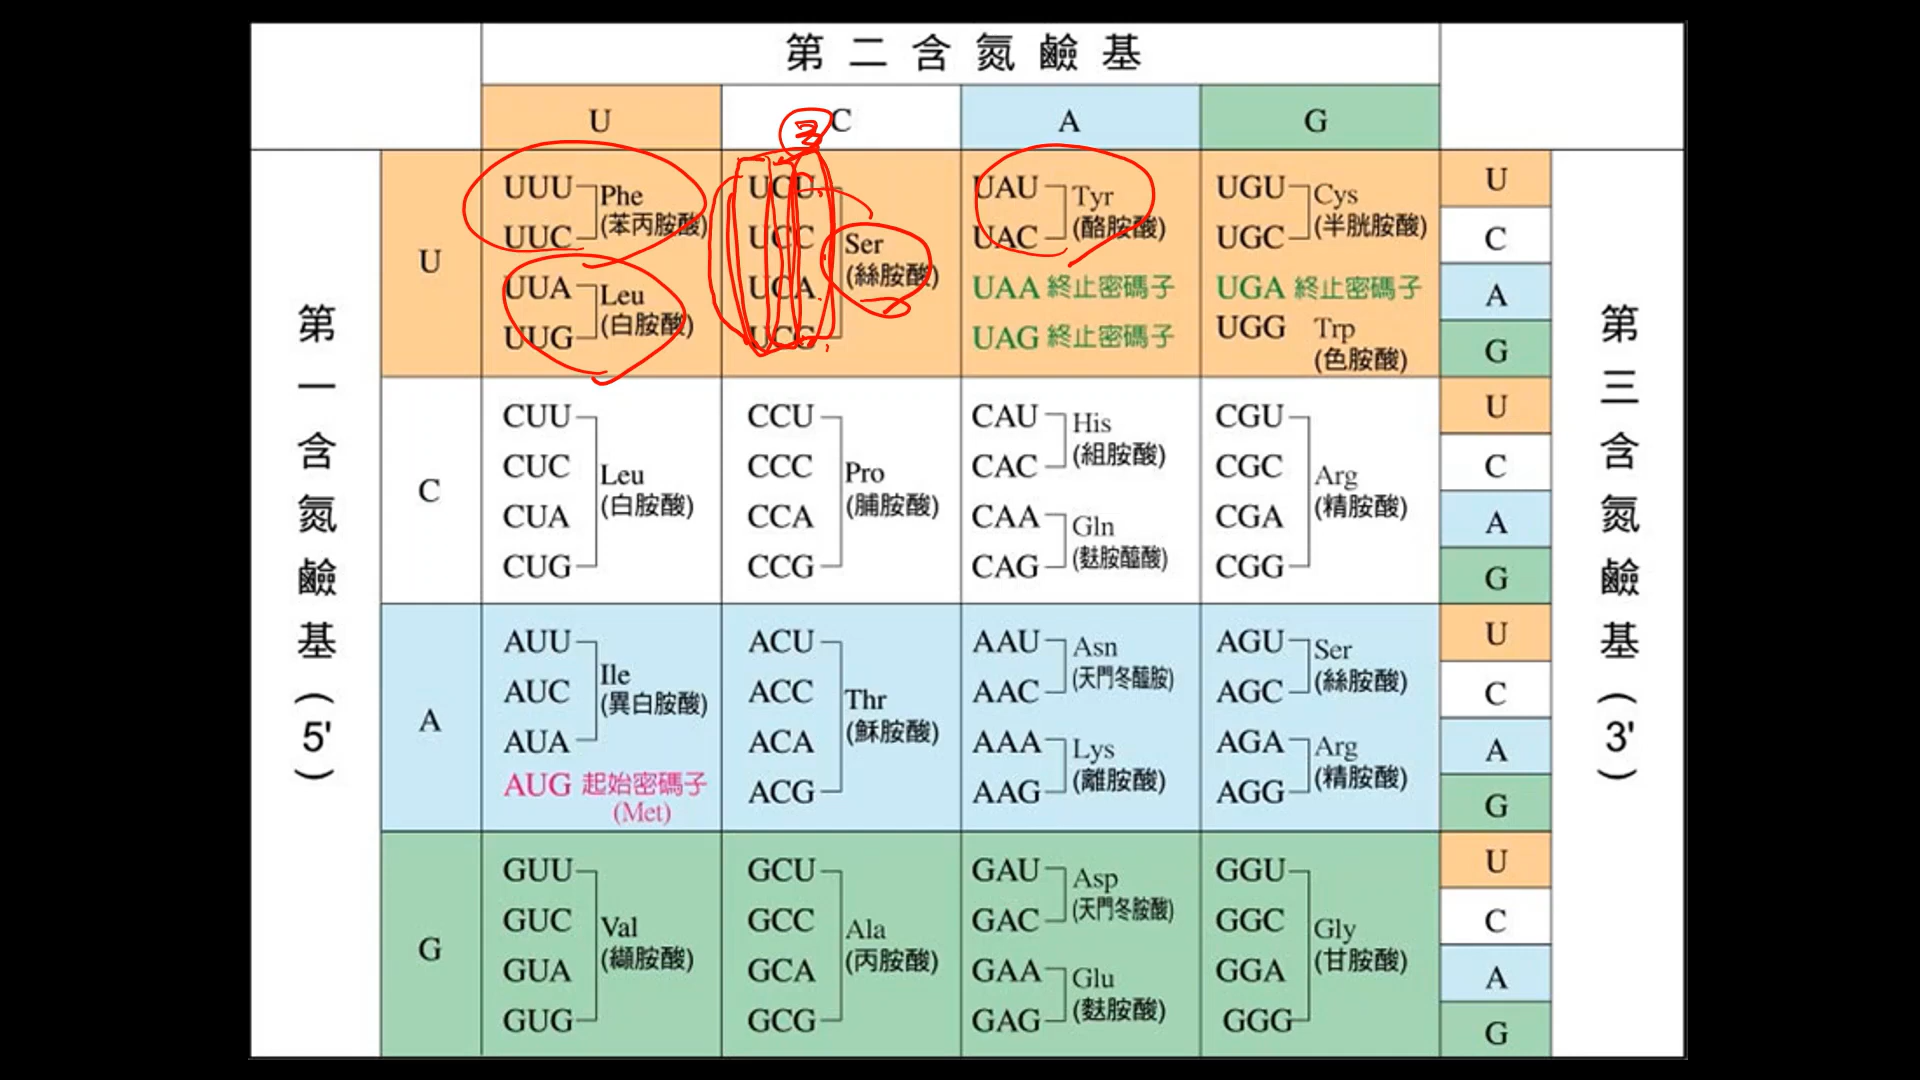 第二含氮鹼基
U C A G
3
第一含氮鹼基(5')
第三含氮鹼基(3')
U
UUU
UUC
Phe
(苯丙胺酸)
UUA
UUG
Leu
(白胺酸)
UCU
UCC
UCA
UCG
Ser
(絲胺酸)
UAU
UAC
Tyr
(酪胺酸)
UAA 終止密碼子
UAG 終止密碼子
UGU
UGC
Cys
(半胱胺酸)
UGA 終止密碼子
UGG Trp
(色胺酸)
U
C
A
G
C
CUU
CUC
CUA
CUG
Leu
(白胺酸)
CCU
CCC
CCA
CCG
Pro
(脯胺酸)
CAU
CAC
His
(組胺酸)
CAA
CAG
Gln
(麩胺醯酸)
CGU
CGC
CGA
CGG
Arg
(精胺酸)
U
C
A
G
A
AUU
AUC
AUA
Ile
(異白胺酸)
AUG 起始密碼子
(Met)
ACU
ACC
ACA
ACG
Thr
(穌胺酸)
AAU
AAC
Asn
(天門冬醯胺)
AAA
AAG
Lys
(離胺酸)
AGU
AGC
Ser
(絲胺酸)
AGA
AGG
Arg
(精胺酸)
U
C
A
G
G
GUU
GUC
GUA
GUG
Val
(纈胺酸)
GCU
GCC
GCA
GCG
Ala
(丙胺酸)
GAU
GAC
Asp
(天門冬胺酸)
GAA
GAG
Glu
(麩胺酸)
GGU
GGC
GGA
GGG
Gly
(甘胺酸)
U
C
A
G